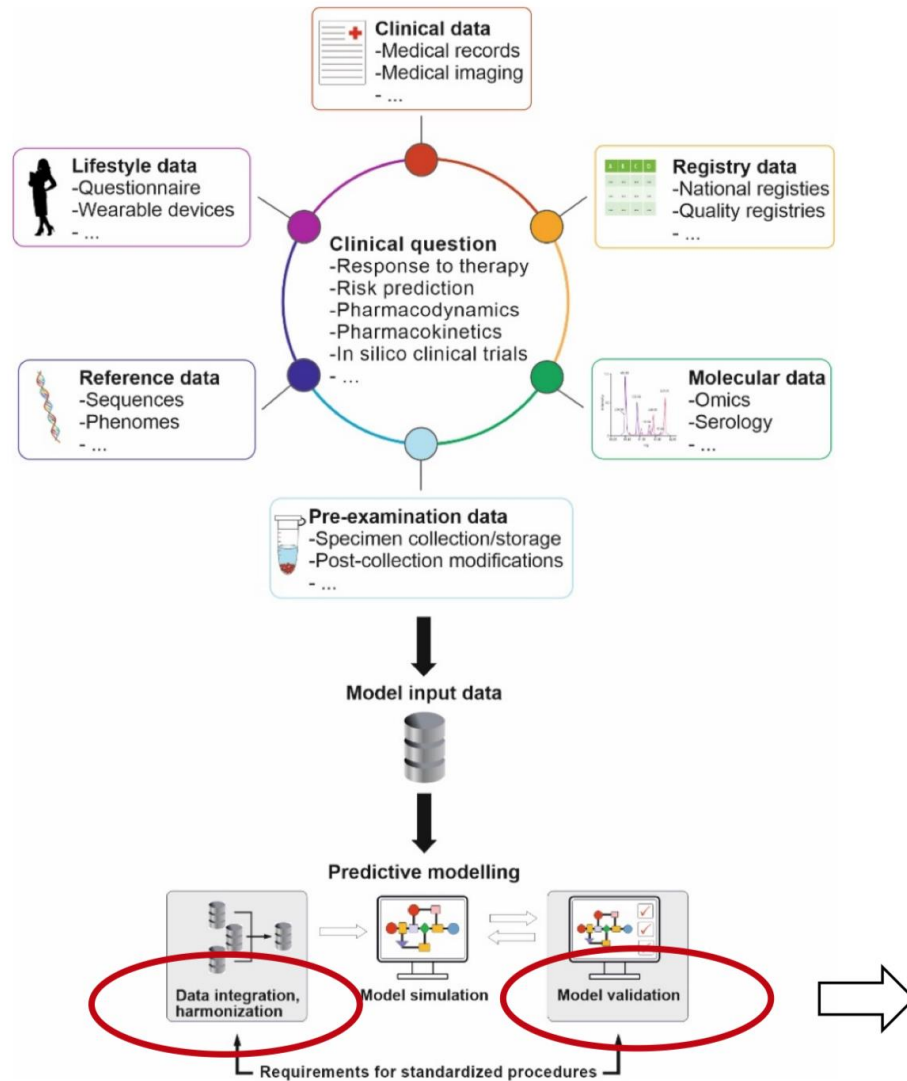 Clinical data
-Medical records
-Medical imaging
- ...
Lifestyle data
-Questionnaire
-Wearable devices
- ...
Registry data
-National registies
-Quality registries
- ...
A B C D
Clinical question
-Response to therapy
-Risk prediction
-Pharmacodynamics
-Pharmacokinetics
-In silico clinical trials
- ...
Reference data
-Sequences
-Phenomes
- ...
Molecular data
-Omics
-Serology
- ...
Pre-examination data
-Specimen collection/storage
-Post-collection modifications
- ...
Model input data
Predictive modelling
Data integration,
harmonization
Model simulation
Model validation
Requirements for standardized procedures